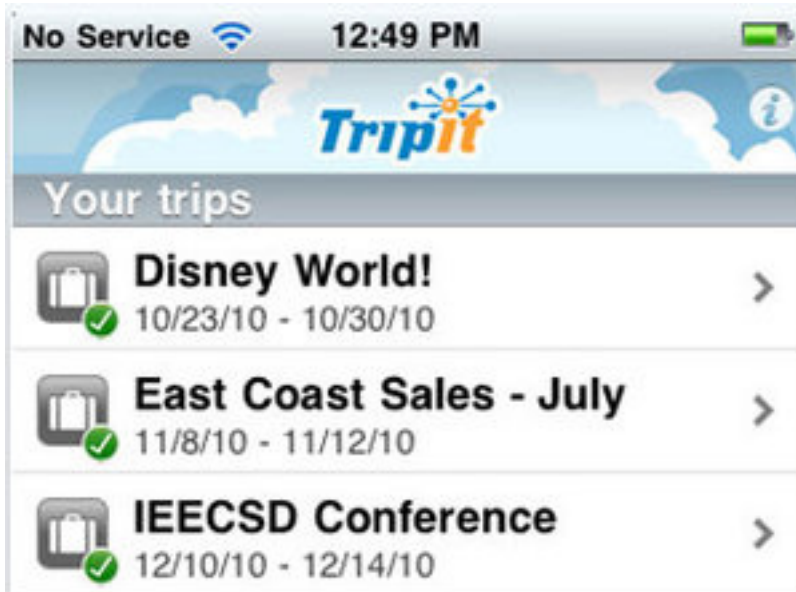 No Service 12:49 PM
TripIt
i
Your trips
Disney World!
10/23/10 - 10/30/10
East Coast Sales - July
11/8/10 - 11/12/10
IEECSD Conference
12/10/10 - 12/14/10